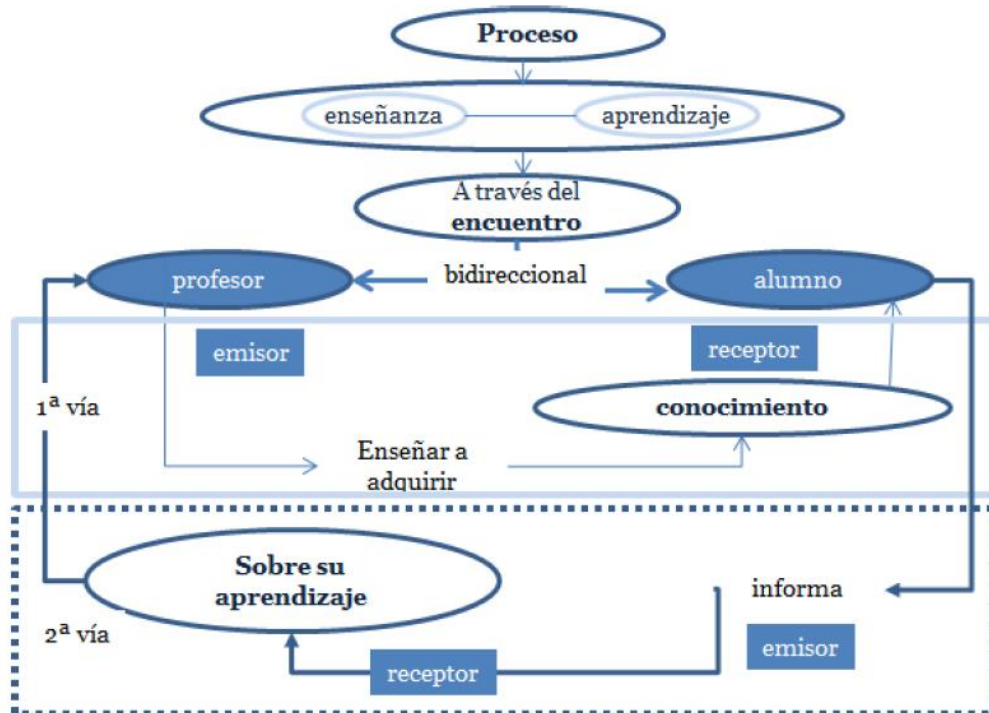 Proceso
enseñanza
aprendizaje
A través del
encuentro
profesor
bidireccional
alumno
emisor
receptor
1ª vía
conocimiento
Enseñar a
adquirir
Sobre su
aprendizaje
informa
2ª vía
emisor
receptor